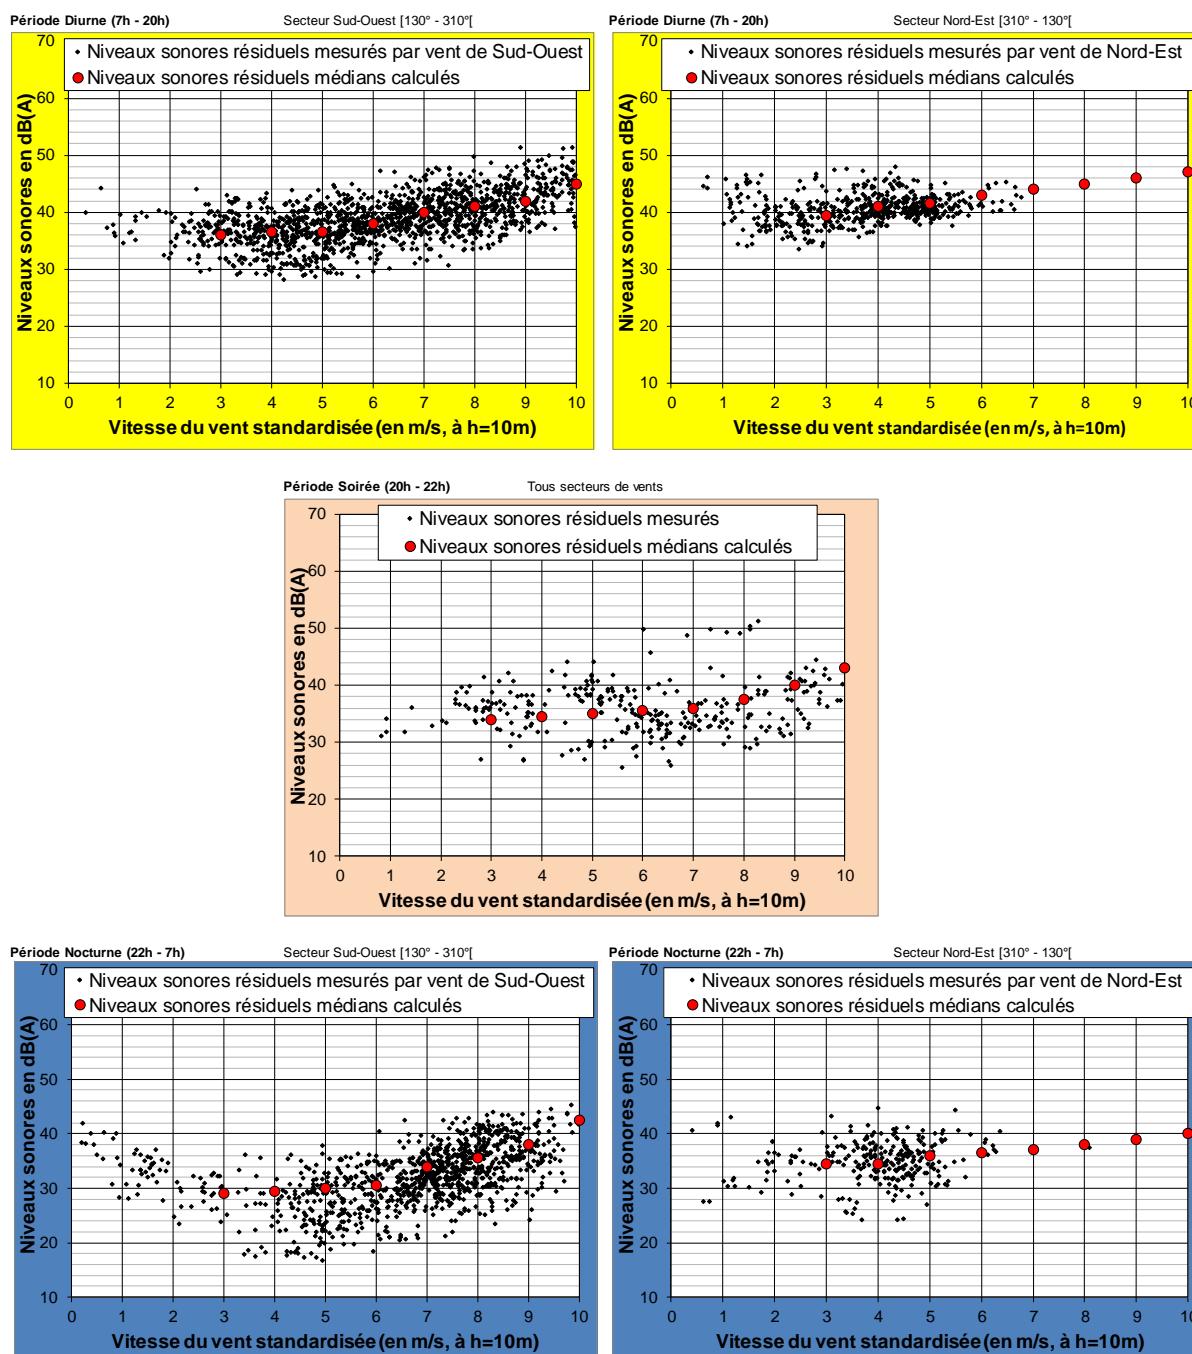 Période Diurne (7h - 20h) Secteur Sud-Ouest [130° - 310°[
Niveaux sonores résiduels mesurés par vent de Sud-Ouest
Niveaux sonores résiduels médians calculés
Niveaux sonores en dB(A)
70
60
50
40
30
20
10
0 1 2 3 4 5 6 7 8 9 10
Vitesse du vent standardisée (en m/s, à h=10m)
Période Diurne (7h - 20h) Secteur Nord-Est [310° - 130°[
Niveaux sonores résiduels mesurés par vent de Nord-Est
Niveaux sonores résiduels médians calculés
Niveaux sonores en dB(A)
70
60
50
40
30
20
10
0 1 2 3 4 5 6 7 8 9 10
Vitesse du vent standardisée (en m/s, à h=10m)
Période Soirée (20h - 22h) Tous secteurs de vents
Niveaux sonores résiduels mesurés
Niveaux sonores résiduels médians calculés
Niveaux sonores en dB(A)
70
60
50
40
30
20
10
0 1 2 3 4 5 6 7 8 9 10
Vitesse du vent standardisée (en m/s, à h=10m)
Période Nocturne (22h - 7h) Secteur Sud-Ouest [130° - 310°[
Niveaux sonores résiduels mesurés par vent de Sud-Ouest
Niveaux sonores résiduels médians calculés
Niveaux sonores en dB(A)
70
60
50
40
30
20
10
0 1 2 3 4 5 6 7 8 9 10
Vitesse du vent standardisée (en m/s, à h=10m)
Période Nocturne (22h - 7h) Secteur Nord-Est [310° - 130°[
Niveaux sonores résiduels mesurés par vent de Nord-Est
Niveaux sonores résiduels médians calculés
Niveaux sonores en dB(A)
70
60
50
40
30
20
10
0 1 2 3 4 5 6 7 8 9 10
Vitesse du vent standardisée (en m/s, à h=10m)